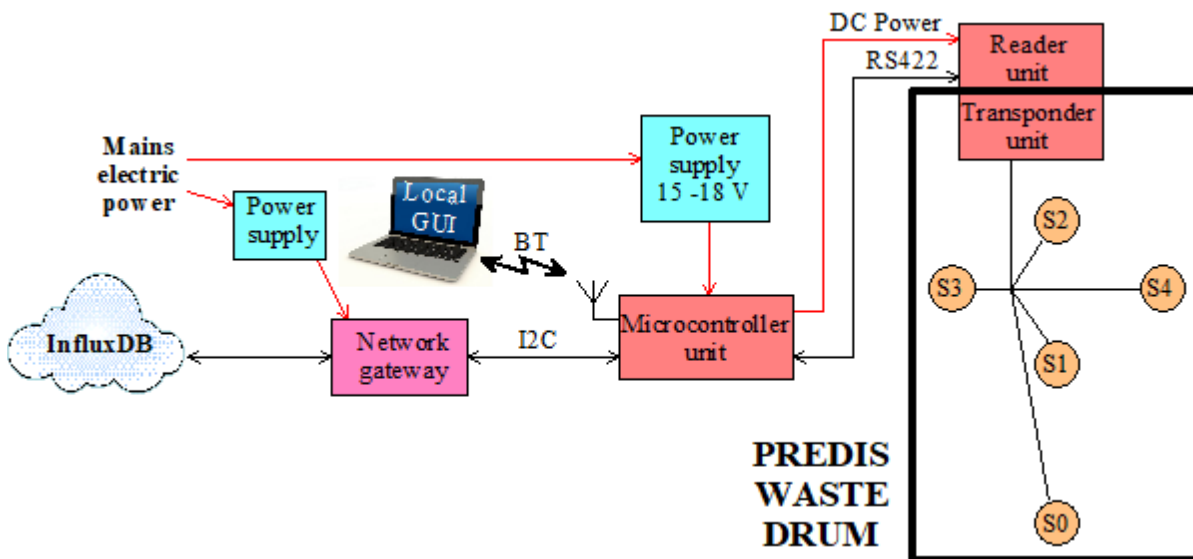 DC Power
Reader
unit
RS422
Transponder
unit
Mains
electric
power
Power
supply
15 -18 V
Power
supply
Local
GUI
BT
S2
S3
S4
InfluxDB
Network
gateway
I2C
Microcontroller
unit
S1
PREDIS
WASTE
DRUM
S0